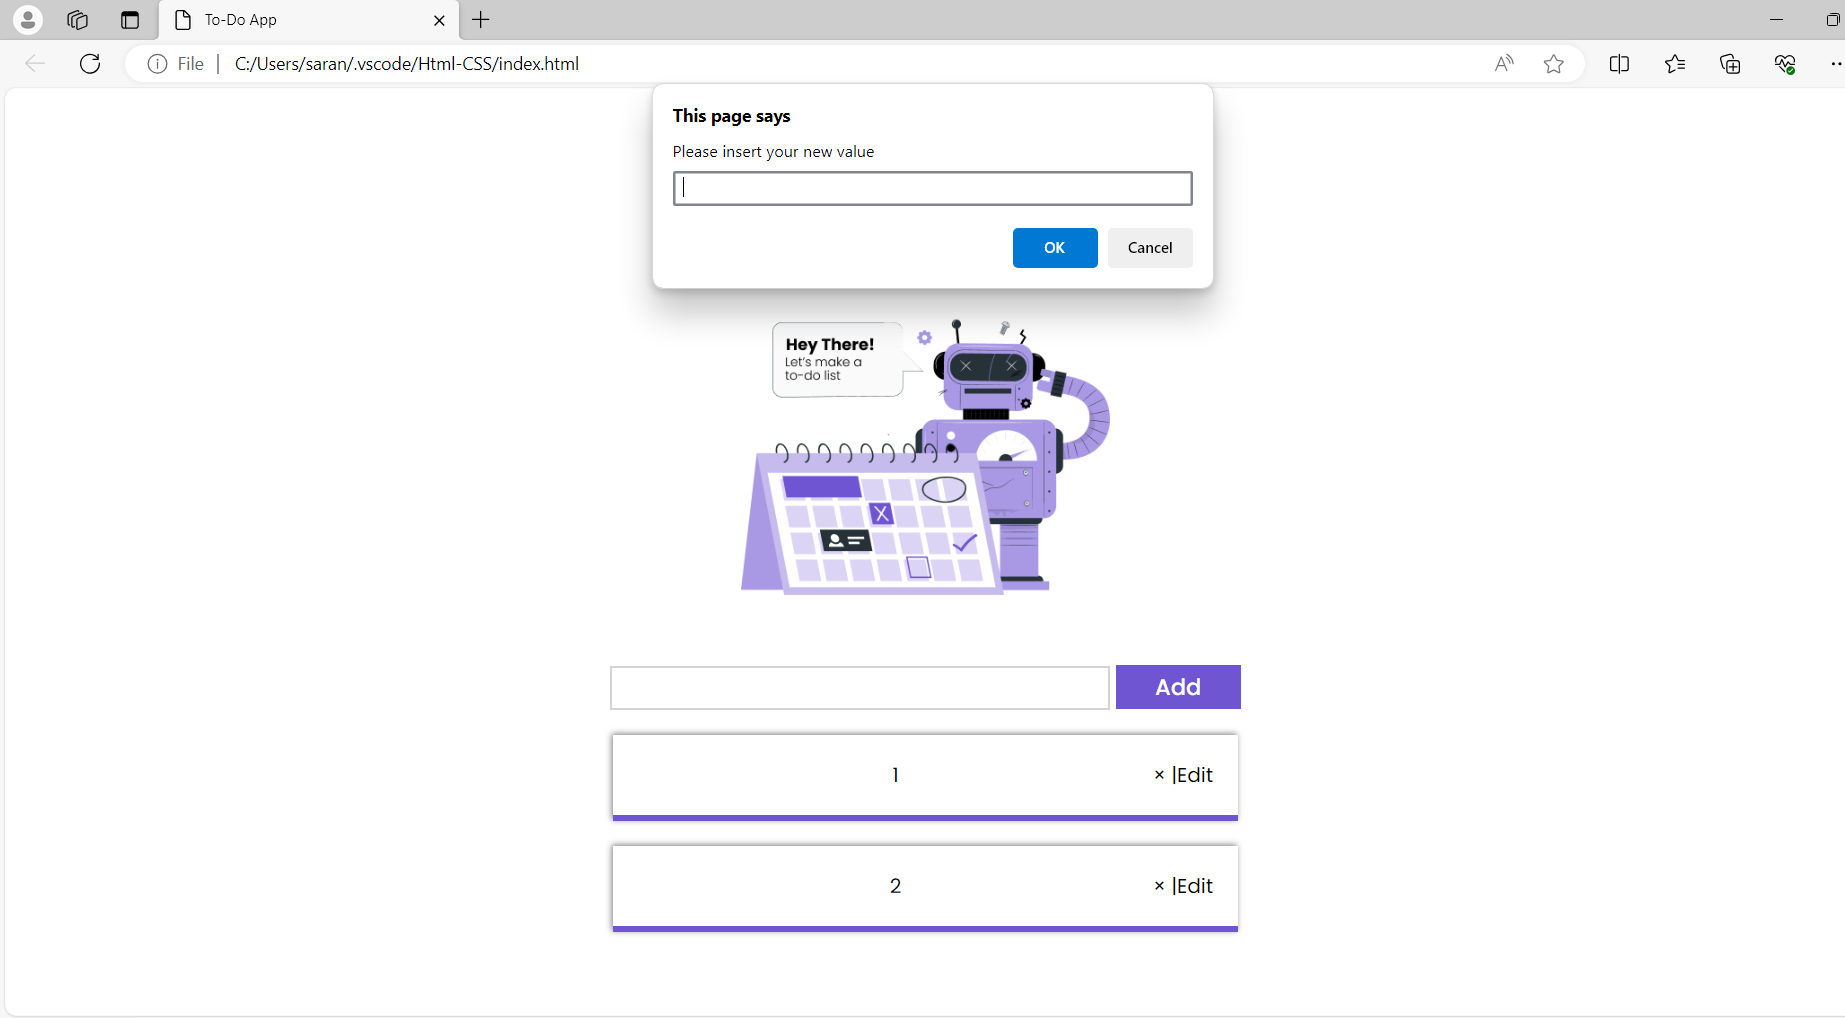 To-Do App
File | C:/Users/saran/.vscode/Html-CSS/index.html
This page says
Please insert your new value
OK Cancel
Hey There!
Let's make a
to-do list
X
Add
1 × |Edit
2 × |Edit